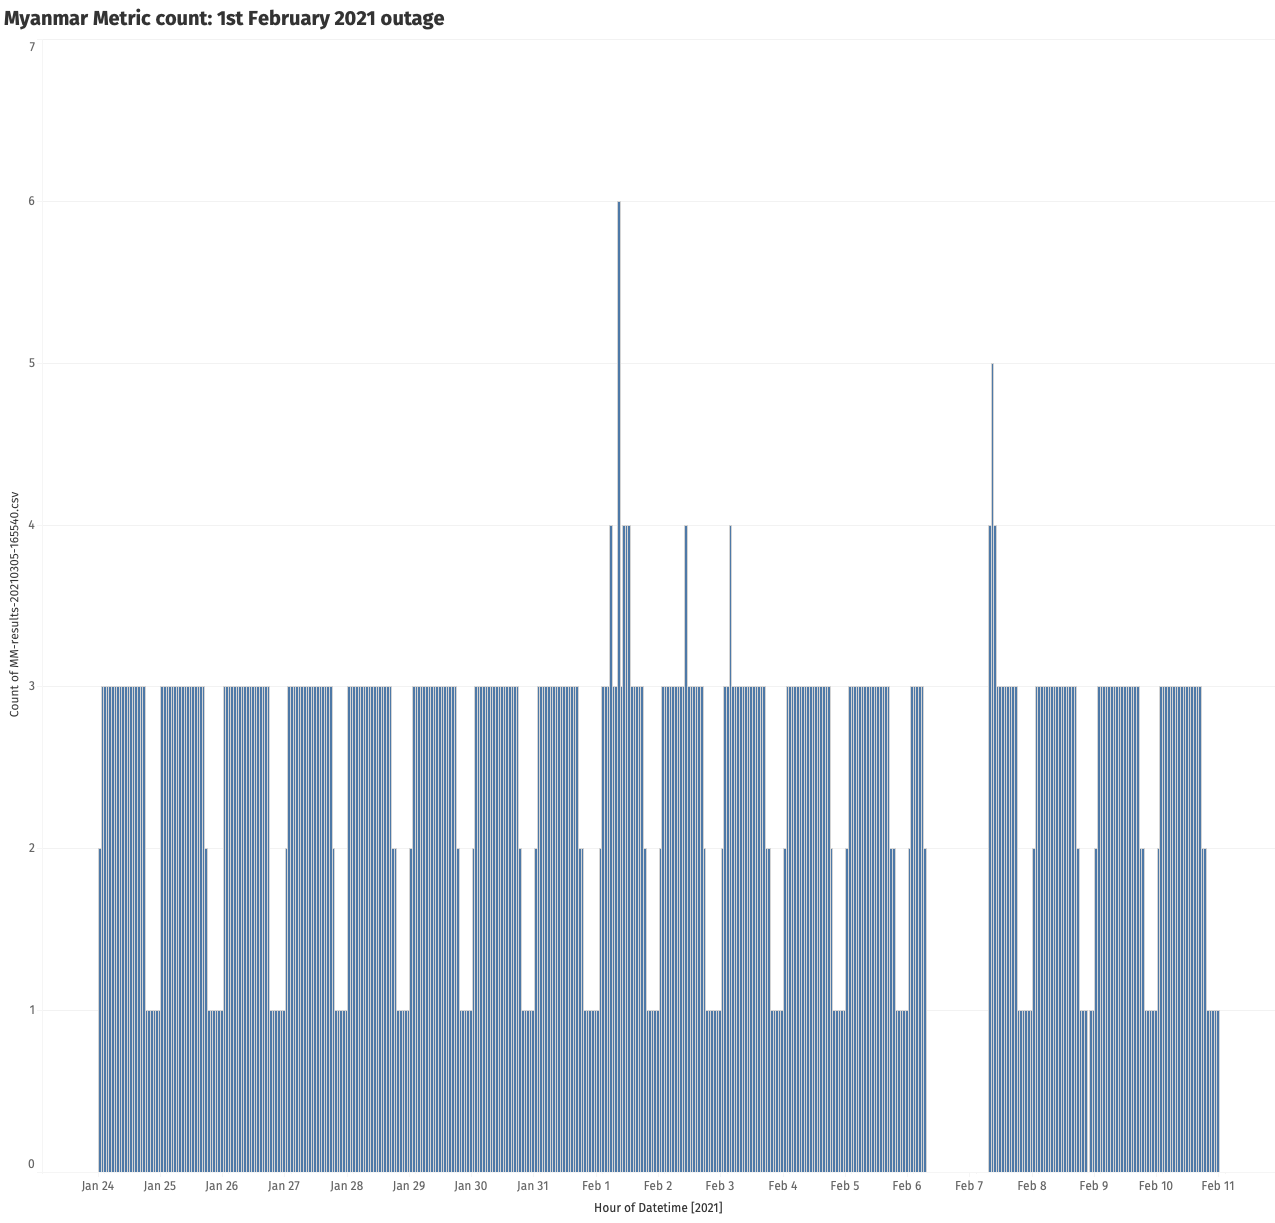 Myanmar Metric count: 1st February 2021 outage
7
6
5
4
3
2
1
0
Count of MM-results-20210305-165540.csv
Jan 24 Jan 25 Jan 26 Jan 27 Jan 28 Jan 29 Jan 30 Jan 31 Feb 1 Feb 2 Feb 3 Feb 4 Feb 5 Feb 6 Feb 7 Feb 8 Feb 9 Feb 10 Feb 11
Hour of Datetime [2021]